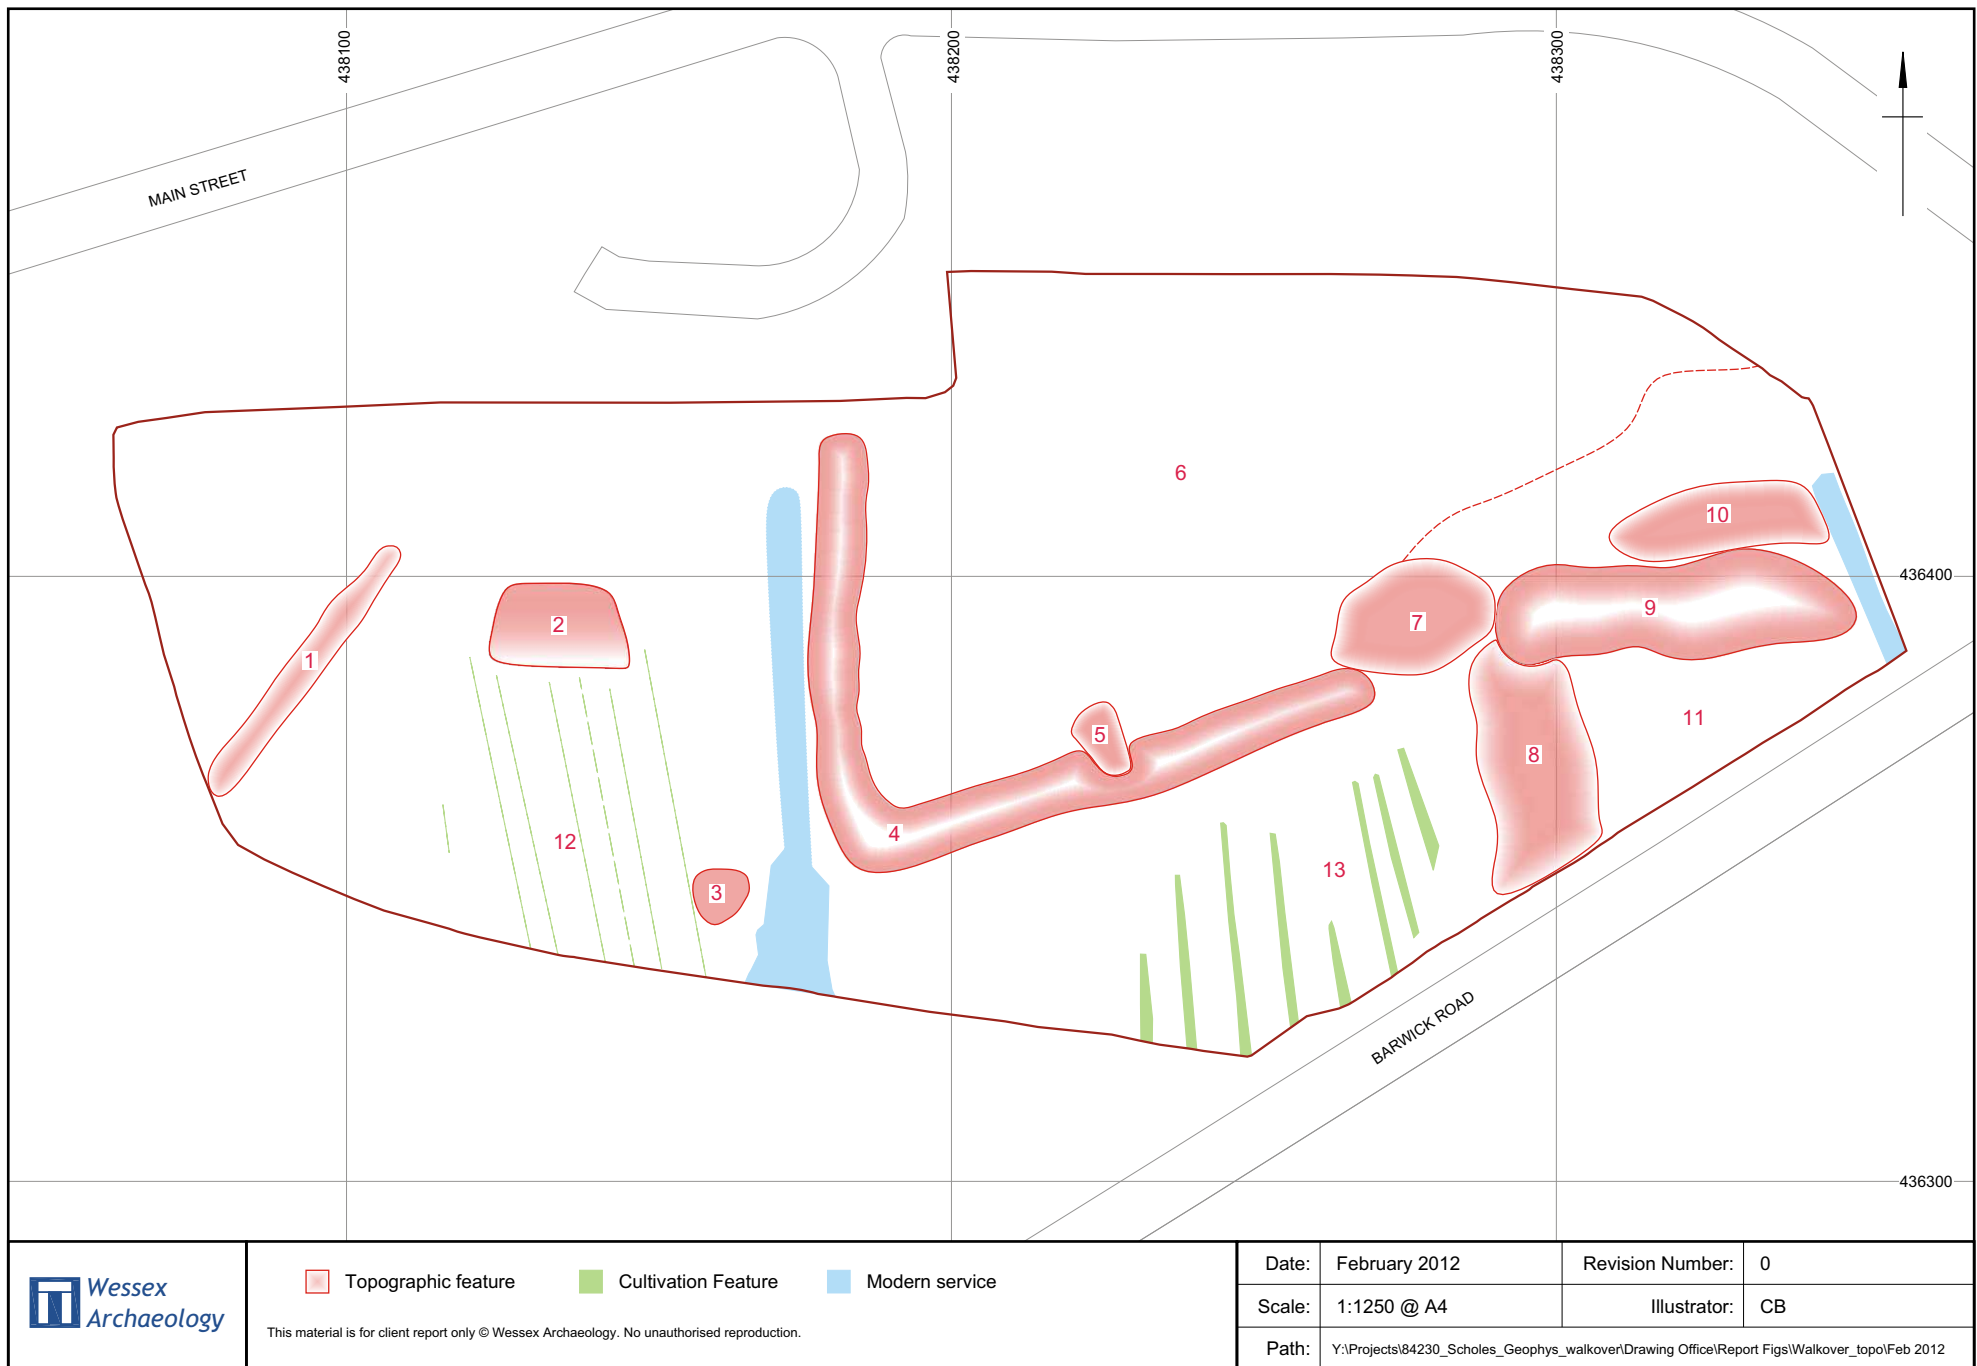 438100
438200
438300
MAIN STREET
6
10
436400
9
2
7
1
11
5
8
4
12
13
3
BARWICK ROAD
436300
Wessex
Archaeology
Topographic feature
Cultivation Feature
Modern service
This material is for client report only © Wessex Archaeology. No unauthorised reproduction.
Date: February 2012 Revision Number: 0
Scale: 1:1250 @ A4 Illustrator: CB
Path: Y:\Projects\84230_Scholes_Geophys_walkover\Drawing Office\Report Figs\Walkover_topo\Feb 2012